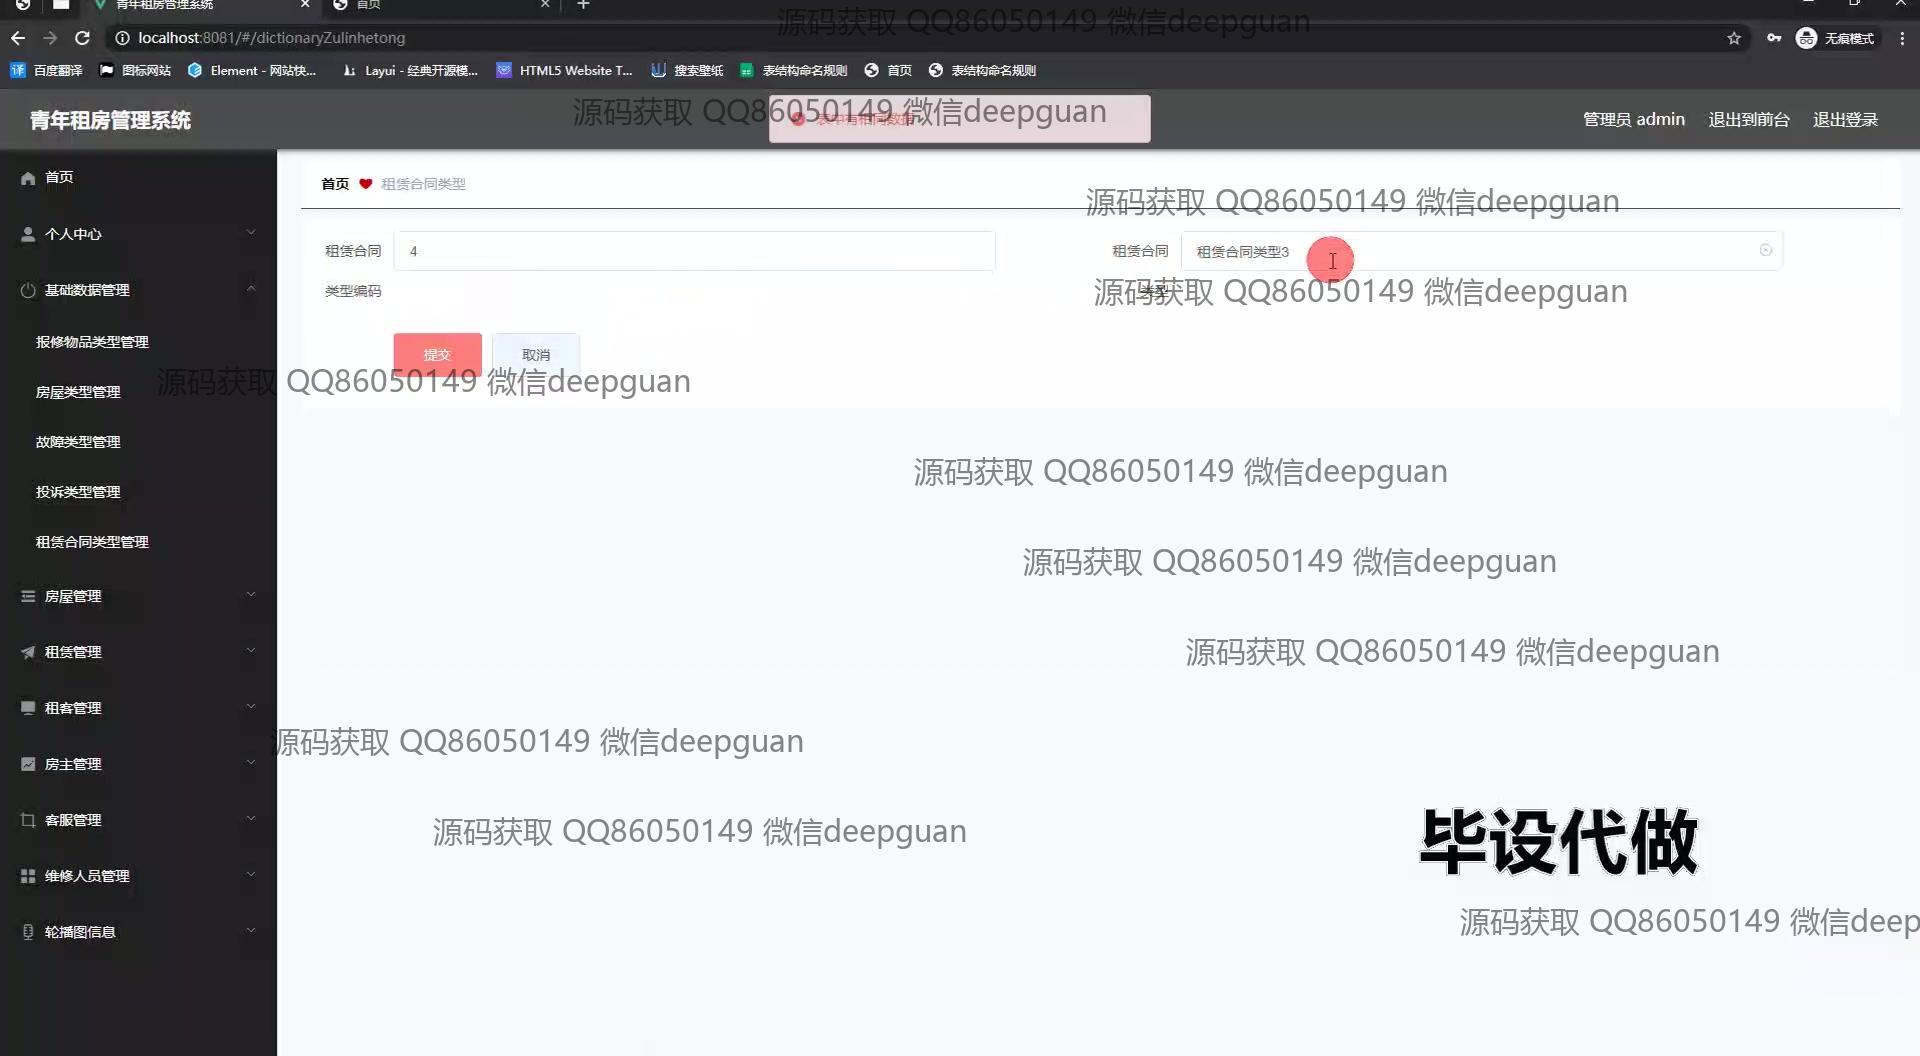 青年租房管理系统
首页
源码获取 QQ86050149 微信deepguan
localhost:8081/#/dictionaryZulinhetong
无痕模式
百度翻译
图标网站
Element - 网站快...
Layui - 经典开源模...
HTML5 Website T...
搜索壁纸
表结构命名规则
首页
表结构命名规则
青年租房管理系统
源码获取 QQ86050149 微信deepguan
表中有相同数据
管理员 admin
退出到前台
退出登录
首页
个人中心
基础数据管理
报修物品类型管理
房屋类型管理
故障类型管理
投诉类型管理
租赁合同类型管理
房屋管理
租赁管理
租客管理
房主管理
客服管理
维修人员管理
轮播图信息
首页 租赁合同类型
源码获取 QQ86050149 微信deepguan
租赁合同类型编码
4
租赁合同类型
租赁合同类型3
源码获取 QQ86050149 微信deepguan
提交
取消
源码获取 QQ86050149 微信deepguan
源码获取 QQ86050149 微信deepguan
源码获取 QQ86050149 微信deepguan
源码获取 QQ86050149 微信deepguan
源码获取 QQ86050149 微信deepguan
源码获取 QQ86050149 微信deepguan
毕设代做
源码获取 QQ86050149 微信deep